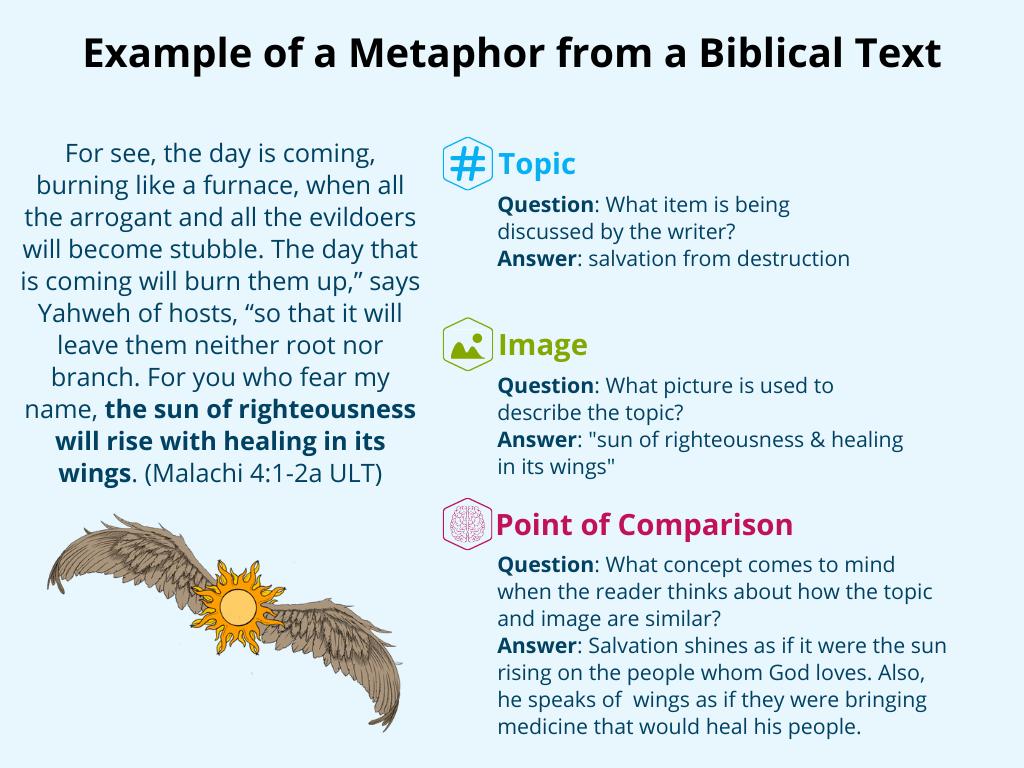 Example of a Metaphor from a Biblical Text
For see, the day is coming,
burning like a furnace, when all
the arrogant and all the evildoers
will become stubble. The day that
is coming will burn them up,” says
Yahweh of hosts, “so that it will
leave them neither root nor
branch. For you who fear my
name, the sun of righteousness
will rise with healing in its
wings. (Malachi 4:1-2a ULT)
Topic
Question: What item is being
discussed by the writer?
Answer: salvation from destruction
Image
Question: What picture is used to
describe the topic?
Answer: "sun of righteousness & healing
in its wings"
Point of Comparison
Question: What concept comes to mind
when the reader thinks about how the topic
and image are similar?
Answer: Salvation shines as if it were the sun
rising on the people whom God loves. Also,
he speaks of  wings as if they were bringing
medicine that would heal his people.